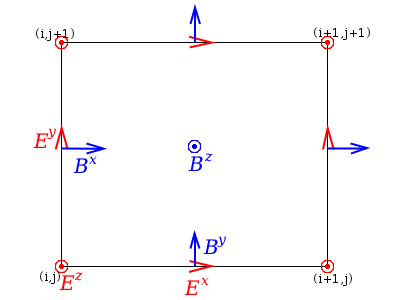 (i,j+1) (i+1,j+1)
E^y
B^x
B^z
B^y
(i,j) (i+1,j)
E^z
E^x